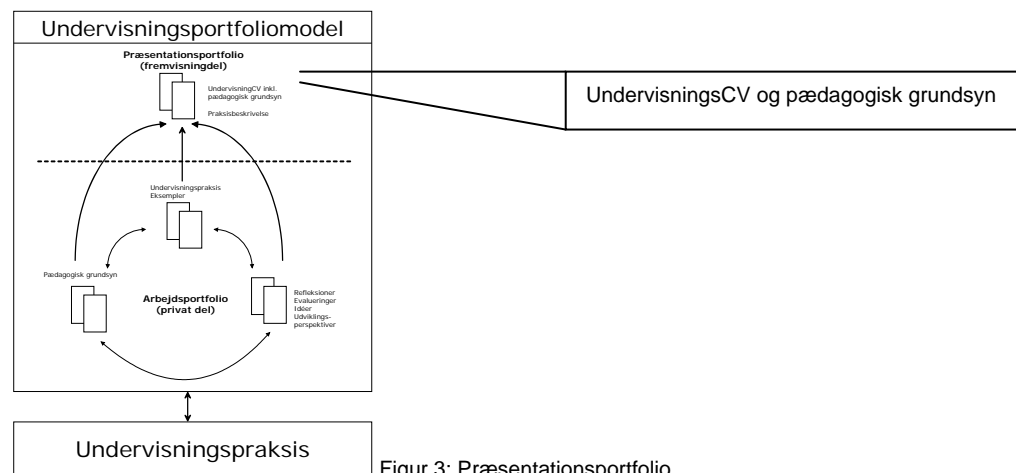 Undervisningsportfoliomodel
Præsentationsportfolio
(fremvisningdel)
UndervisningCV inkl.
pædagogisk grundsyn
Praksisbeskrivelse
UndervisningsCV og pædagogisk grundsyn
Undervisningspraksis
Eksempler
Pædagogisk grundsyn
Arbejdsportfolio
(privat del)
Refleksioner
Evalueringer
Idéer
Udviklings-
perspektiver
Undervisningspraksis
Figur 3: Præsentationsportfolio